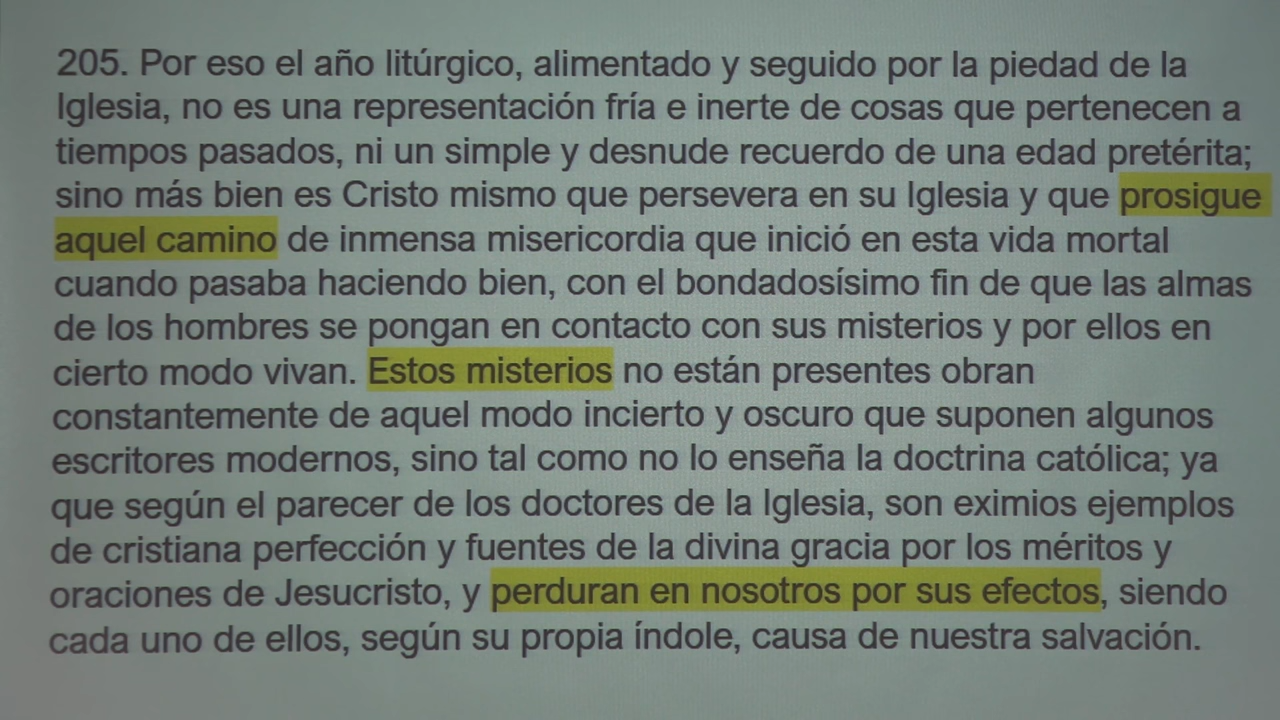 205. Por eso el año litúrgico, alimentado y seguido por la piedad de la
Iglesia, no es una representación fría e inerte de cosas que pertenecen a
tiempos pasados, ni un simple y desnude recuerdo de una edad pretérita;
sino más bien es Cristo mismo que persevera en su Iglesia y que prosigue
aquel camino de inmensa misericordia que inició en esta vida mortal
cuando pasaba haciendo bien, con el bondadosísimo fin de que las almas
de los hombres se pongan en contacto con sus misterios y por ellos en
cierto modo vivan. Estos misterios no están presentes obran
constantemente de aquel modo incierto y oscuro que suponen algunos
escritores modernos, sino tal como no lo enseña la doctrina católica; ya
que según el parecer de los doctores de la Iglesia, son eximios ejemplos
de cristiana perfección y fuentes de la divina gracia por los méritos y
oraciones de Jesucristo, y perduran en nosotros por sus efectos, siendo
cada uno de ellos, según su propia índole, causa de nuestra salvación.